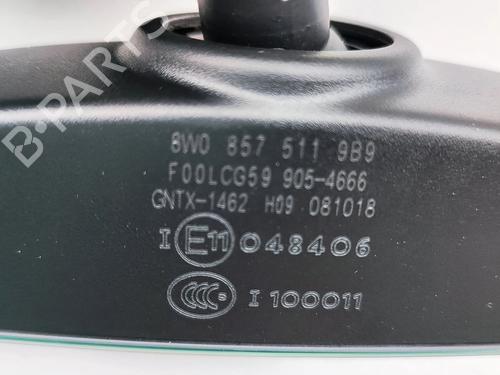 B-PARTS
8W0 857 511 9B9
F00LCG59 905-4666
GNTX-1462 H09 081018
I E11 048406
CCC S I 100011